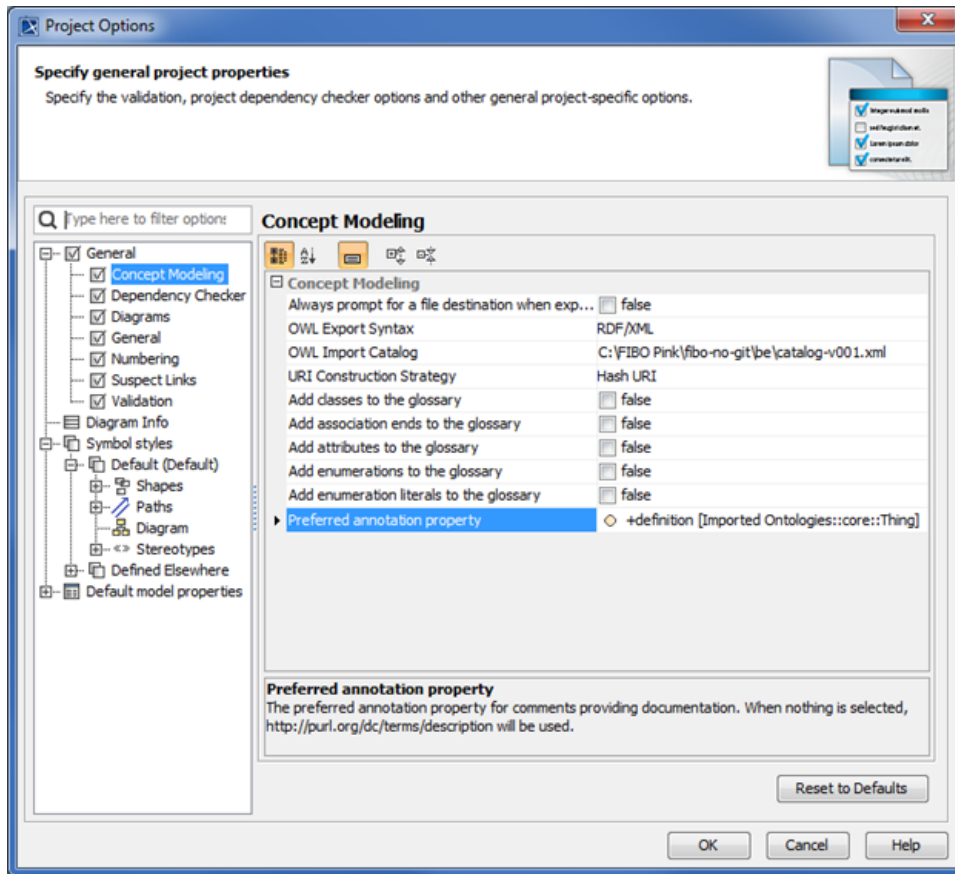 Project Options
Specify general project properties
Specify the validation, project dependency checker options and other general project-specific options.
Type here to filter options
Concept Modeling
General
Concept Modeling
Dependency Checker
Diagrams
General
Numbering
Suspect Links
Validation
Diagram Info
Symbol styles
Default (Default)
Shapes
Paths
Diagram
Stereotypes
Defined Elsewhere
Default model properties
Concept Modeling
Always prompt for a file destination when exp... false
OWL Export Syntax RDF/XML
OWL Import Catalog C:\FIBO Pink\fibo-no-git\be\catalog-v001.xml
URI Construction Strategy Hash URI
Add classes to the glossary false
Add association ends to the glossary false
Add attributes to the glossary false
Add enumerations to the glossary false
Add enumeration literals to the glossary false
Preferred annotation property +definition [Imported Ontologies::core::Thing]
Preferred annotation property
The preferred annotation property for comments providing documentation. When nothing is selected,
http://purl.org/dc/terms/description will be used.
Reset to Defaults
OK Cancel Help